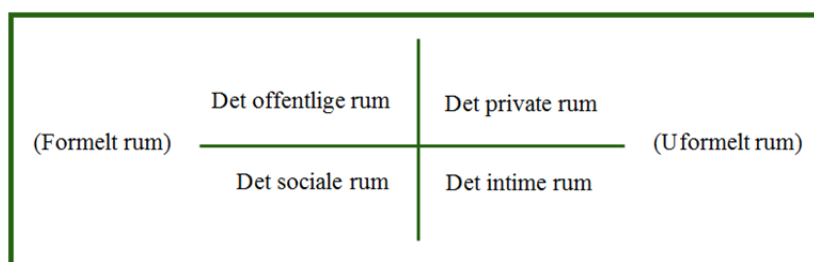 Det offentlige rum
Det private rum
(Formelt rum)
(Uformelt rum)
Det sociale rum
Det intime rum